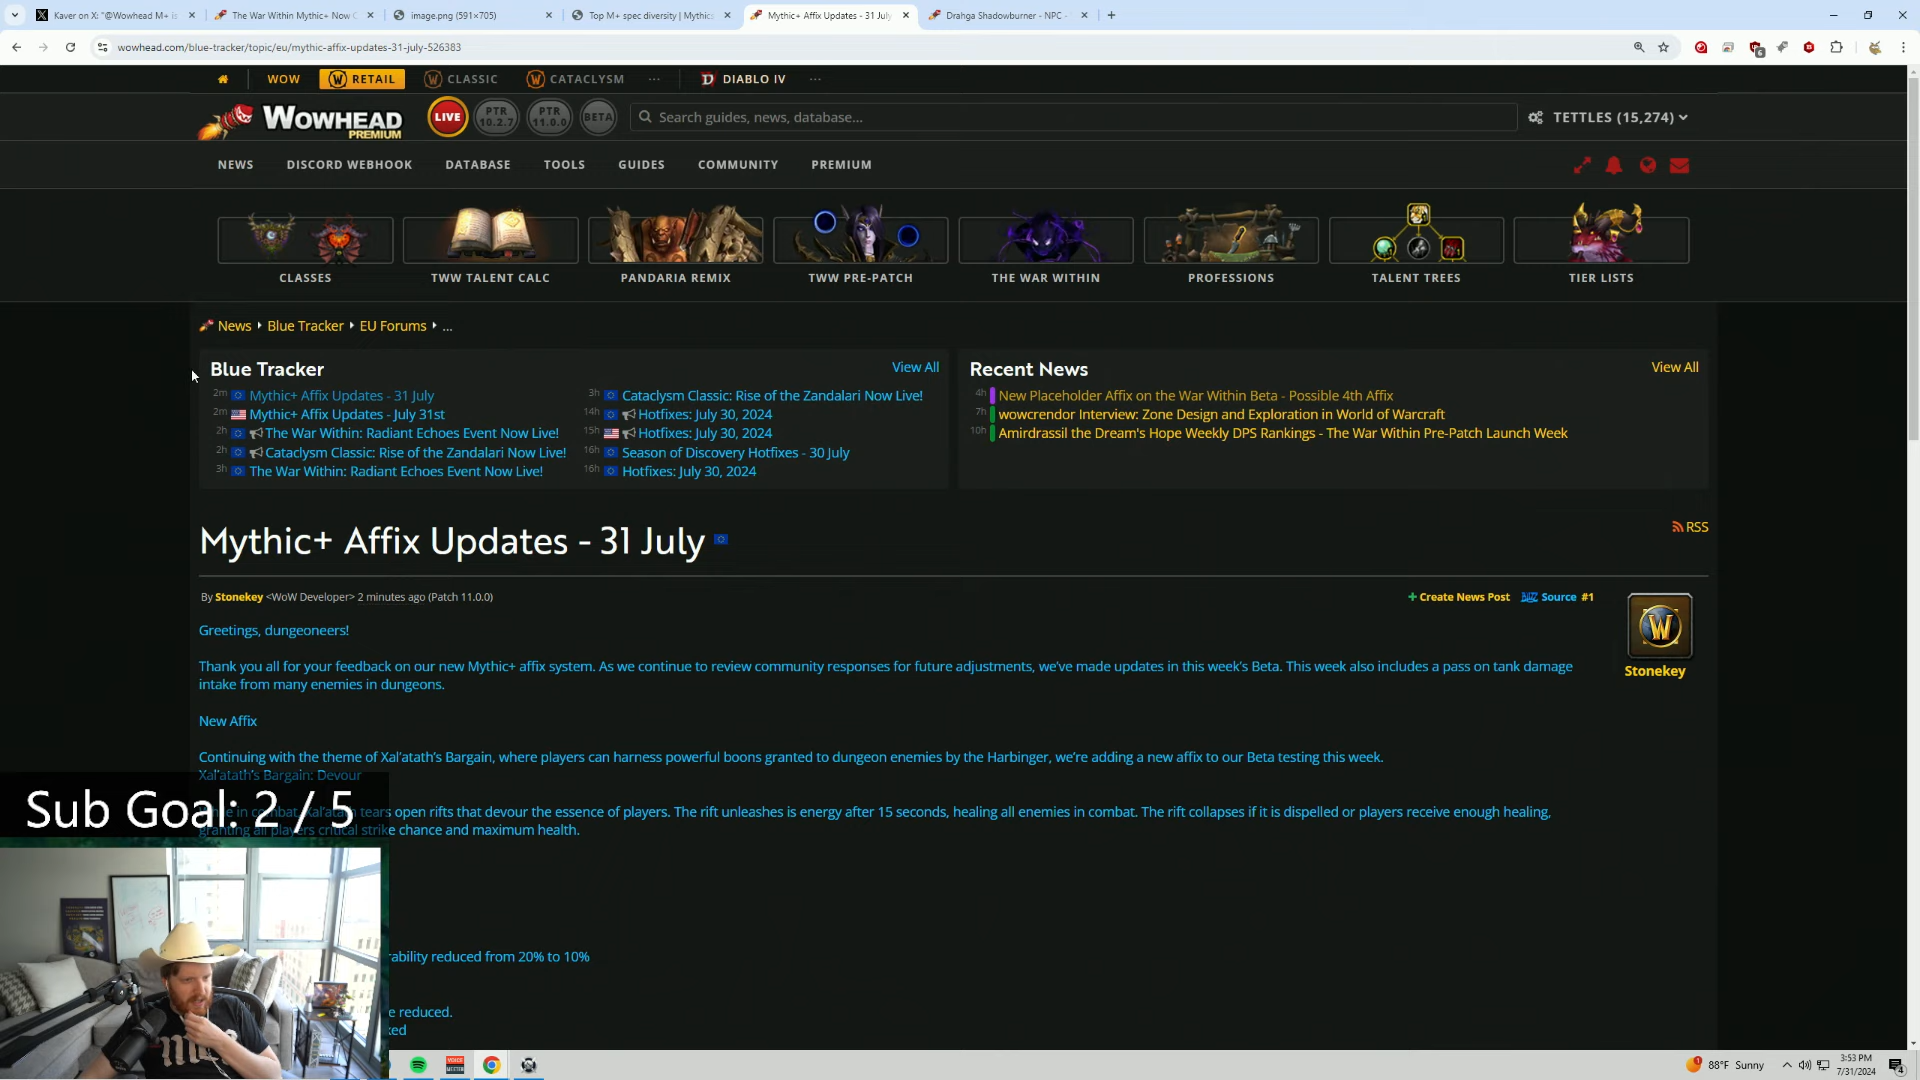 Kaver on X: "@Wowhead M+ is
The War Within Mythic+ Now C
image.png (591×705)
Top M+ spec diversity | Mythic
Mythic+ Affix Updates - 31 July
Drahga Shadowburner - NPC -
wowhead.com/blue-tracker/topic/eu/mythic-affix-updates-31-july-526383
6
WOW
RETAIL
CLASSIC
CATACLYSM
...
DIABLO IV
...
WOWHEAD
PREMIUM
LIVE
PTR 10.2.7
PTR 11.0.0
BETA
Search guides, news, database...
TETTLES (15,274)
NEWS
DISCORD WEBHOOK
DATABASE
TOOLS
GUIDES
COMMUNITY
PREMIUM
CLASSES
TWW TALENT CALC
PANDARIA REMIX
TWW PRE-PATCH
THE WAR WITHIN
PROFESSIONS
TALENT TREES
TIER LISTS
News Blue Tracker EU Forums ...
Blue Tracker
View All
2m Mythic+ Affix Updates - 31 July
2m Mythic+ Affix Updates - July 31st
2h The War Within: Radiant Echoes Event Now Live!
2h Cataclysm Classic: Rise of the Zandalari Now Live!
3h The War Within: Radiant Echoes Event Now Live!
3h Cataclysm Classic: Rise of the Zandalari Now Live!
14h Hotfixes: July 30, 2024
15h Hotfixes: July 30, 2024
16h Season of Discovery Hotfixes - 30 July
16h Hotfixes: July 30, 2024
Recent News
View All
4h New Placeholder Affix on the War Within Beta - Possible 4th Affix
7h wowcrendor Interview: Zone Design and Exploration in World of Warcraft
10h Amirdrassil the Dream's Hope Weekly DPS Rankings - The War Within Pre-Patch Launch Week
Mythic+ Affix Updates - 31 July
RSS
By Stonekey <WoW Developer> 2 minutes ago (Patch 11.0.0)
Create News Post
Source #1
Stonekey
Greetings, dungeoneers!
Thank you all for your feedback on our new Mythic+ affix system. As we continue to review community responses for future adjustments, we've made updates in this week's Beta. This week also includes a pass on tank damage
intake from many enemies in dungeons.
New Affix
Continuing with the theme of Xal'atath's Bargain, where players can harness powerful boons granted to dungeon enemies by the Harbinger, we're adding a new affix to our Beta testing this week.
Xal'atath's Bargain: Devour
While in combat, Xal'atath tears open rifts that devour the essence of players. The rift unleashes is energy after 15 seconds, healing all enemies in combat. The rift collapses if it is dispelled or players receive enough healing,
granting all players critical strike chance and maximum health.
Sub Goal: 2 / 5
ability reduced from 20% to 10%
e reduced.
ked
VOICE MEETER
88°F Sunny
3:53 PM
7/31/2024
4